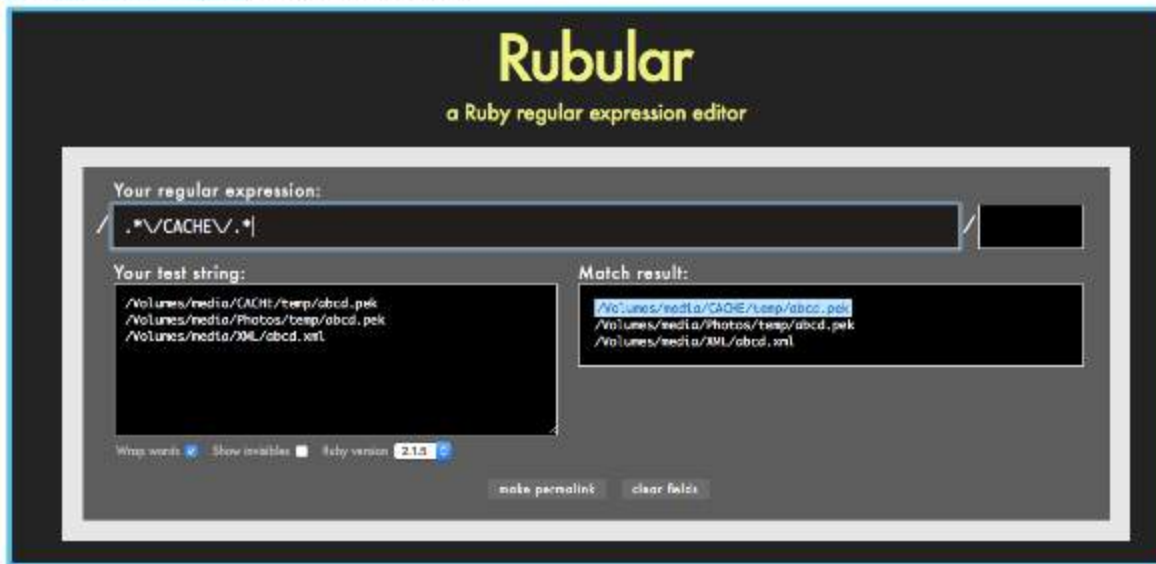 Rubular
a Ruby regular expression editor
Your regular expression:
/ .*\/CACHE\/.* /
Your test string:
/Volumes/media/CACHE/temp/abcd.pek
/Volumes/media/Photos/temp/abcd.pek
/Volumes/media/XML/abcd.xml
Match result:
/Volumes/media/CACHE/temp/abcd.pek
/Volumes/media/Photos/temp/abcd.pek
/Volumes/media/XML/abcd.xml
Wrap words Show invisibles Ruby version 2.1.5
make permalink clear fields